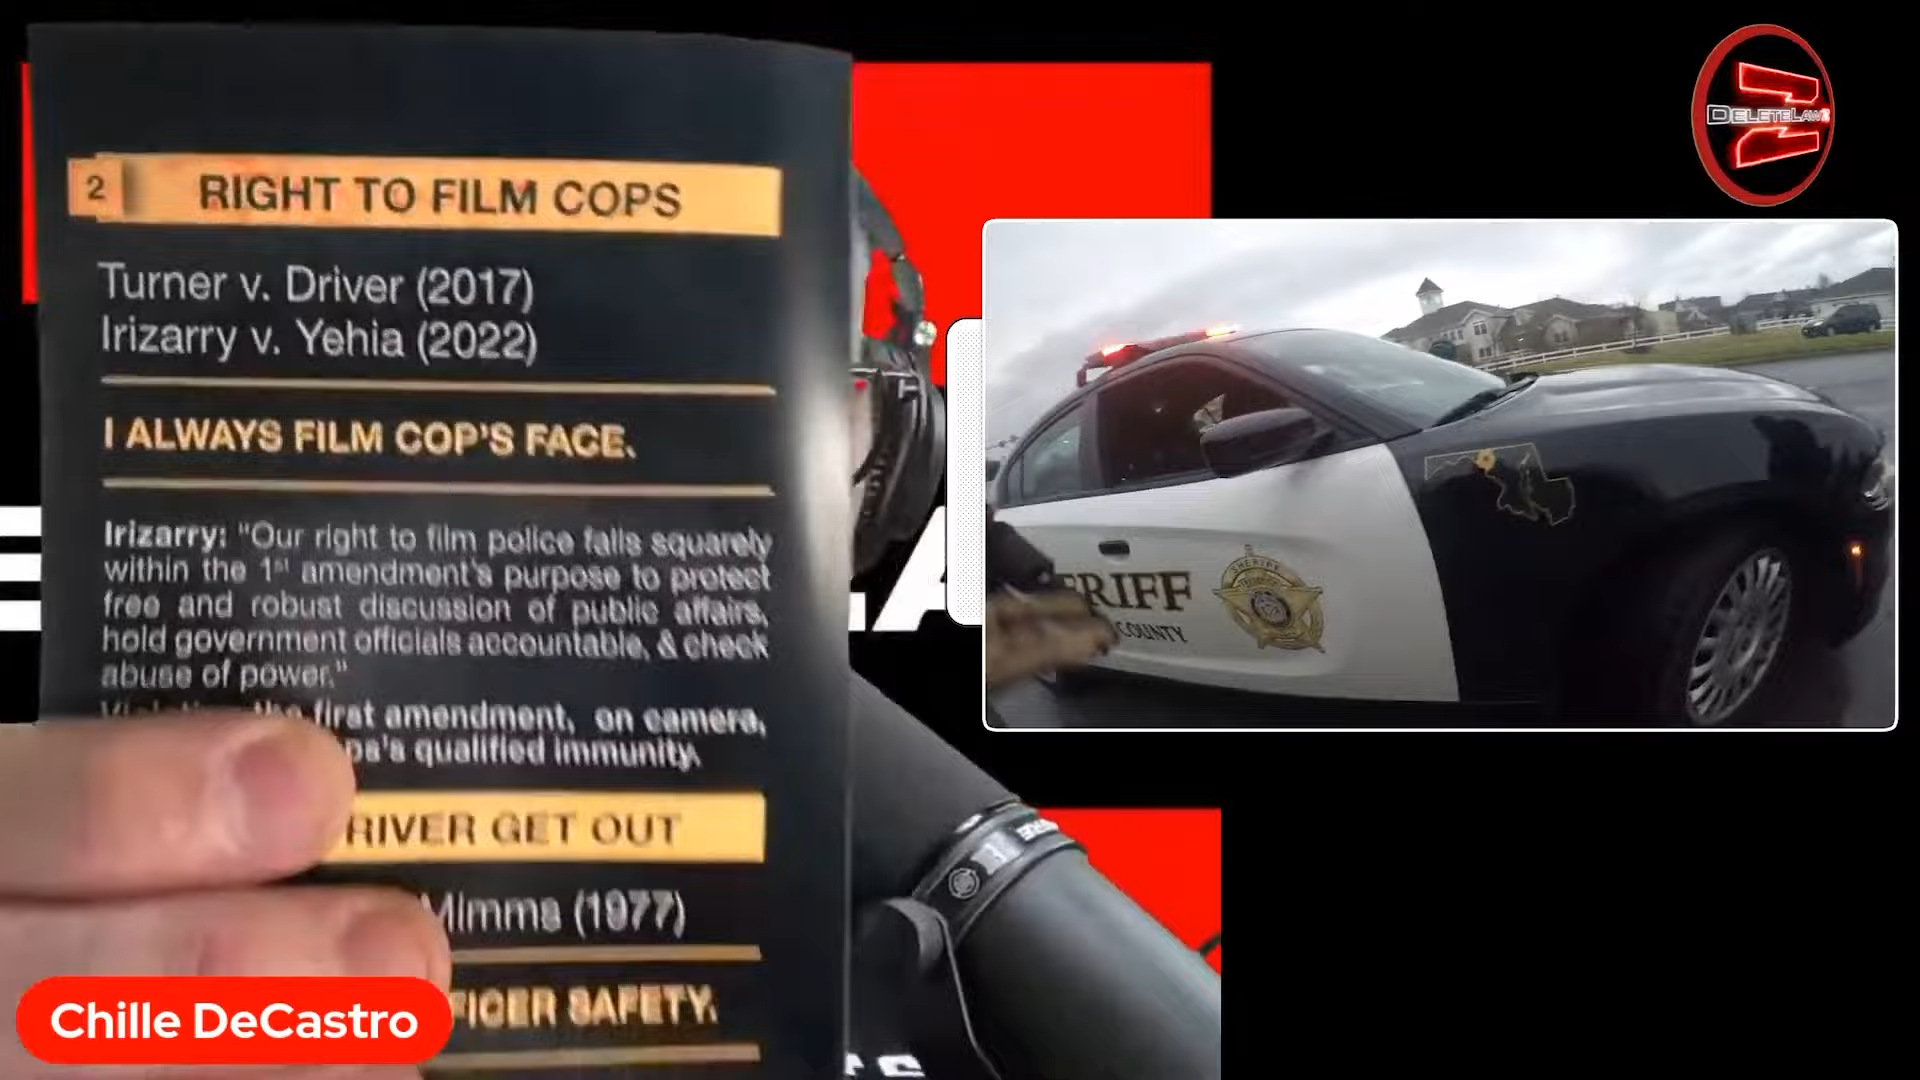 2 RIGHT TO FILM COPS
Turner v. Driver (2017)
Irizarry v. Yehia (2022)
I ALWAYS FILM COP'S FACE.
Irizarry: "Our right to film police falls squarely
within the 1st amendment's purpose to protect
free and robust discussion of public affairs,
hold government officials accountable, & check
abuse of power."
the first amendment, on camera,
qualified immunity.
GET OUT
Mimms (1977)
SAFETY.
Chille DeCastro
DELETELAWZ
SHERIFF
COUNTY